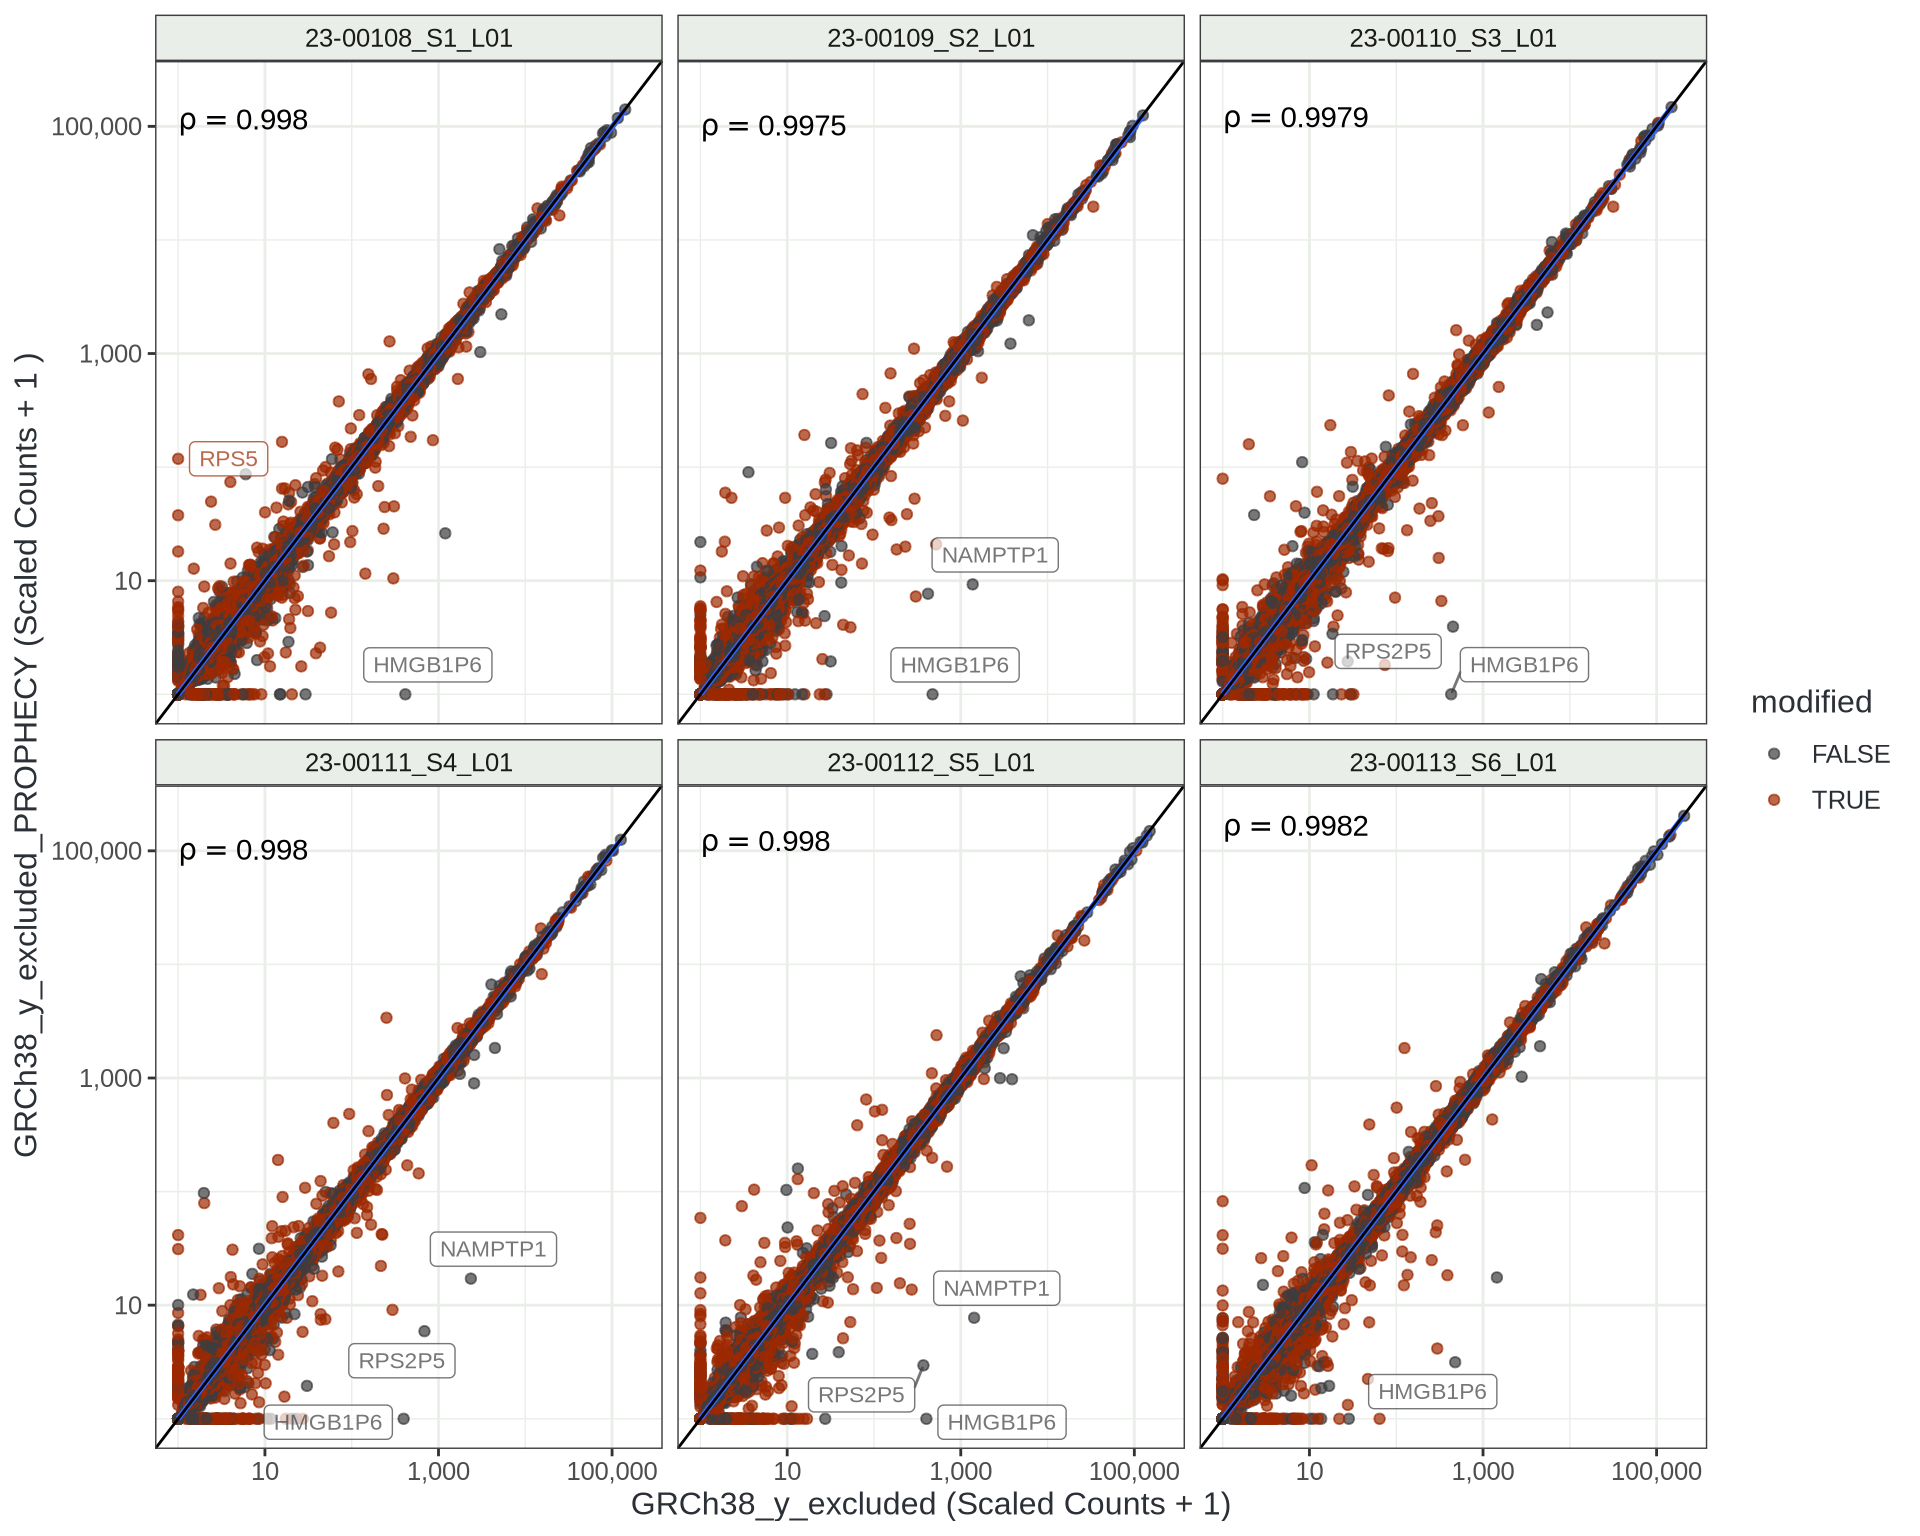 23-00108_S1_L01
23-00109_S2_L01
23-00110_S3_L01
ρ = 0.998
ρ = 0.9975
ρ = 0.9979
100,000
1,000
10
RPS5
HMGB1P6
NAMPTP1
HMGB1P6
RPS2P5
HMGB1P6
GRCh38_y_excluded_PROPHECY (Scaled Counts + 1 )
23-00111_S4_L01
23-00112_S5_L01
23-00113_S6_L01
ρ = 0.998
ρ = 0.998
ρ = 0.9982
100,000
1,000
10
NAMPTP1
RPS2P5
HMGB1P6
NAMPTP1
RPS2P5
HMGB1P6
HMGB1P6
10
1,000
100,000
10
1,000
100,000
10
1,000
100,000
GRCh38_y_excluded (Scaled Counts + 1)
modified
FALSE
TRUE